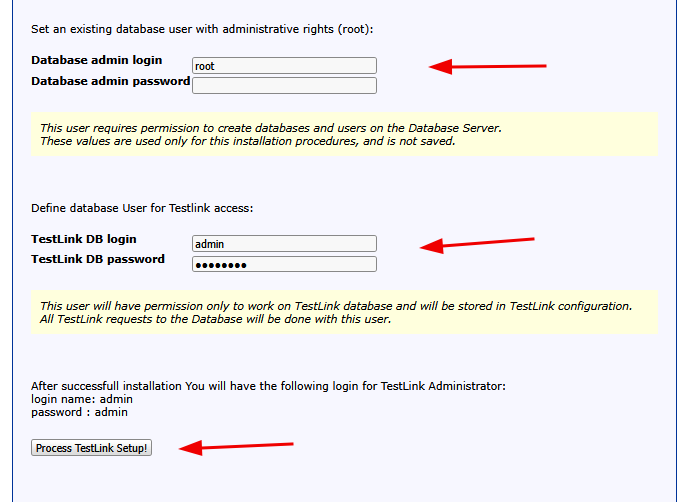 Set an existing database user with administrative rights (root):
Database admin login root
Database admin password
This user requires permission to create databases and users on the Database Server.
These values are used only for this installation procedures, and is not saved.
Define database User for Testlink access:
TestLink DB login admin
TestLink DB password ●●●●●●●●
This user will have permission only to work on TestLink database and will be stored in TestLink configuration.
All TestLink requests to the Database will be done with this user.
After successfull installation You will have the following login for TestLink Administrator:
login name: admin
password : admin
Process TestLink Setup!